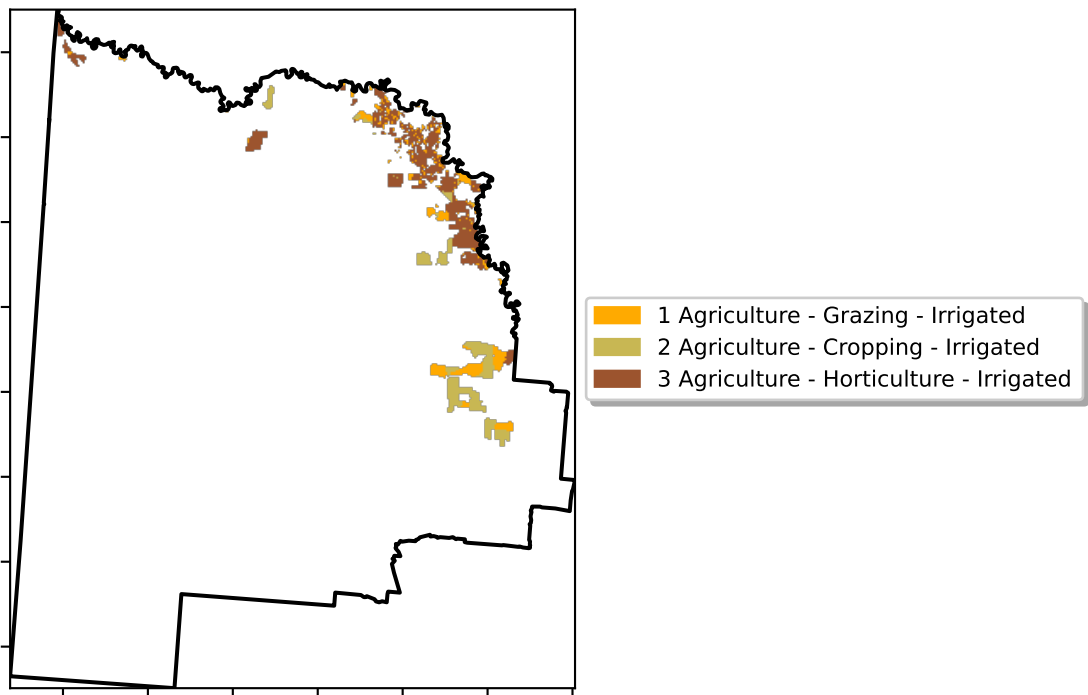 1 Agriculture - Grazing - Irrigated
2 Agriculture - Cropping - Irrigated
3 Agriculture - Horticulture - Irrigated